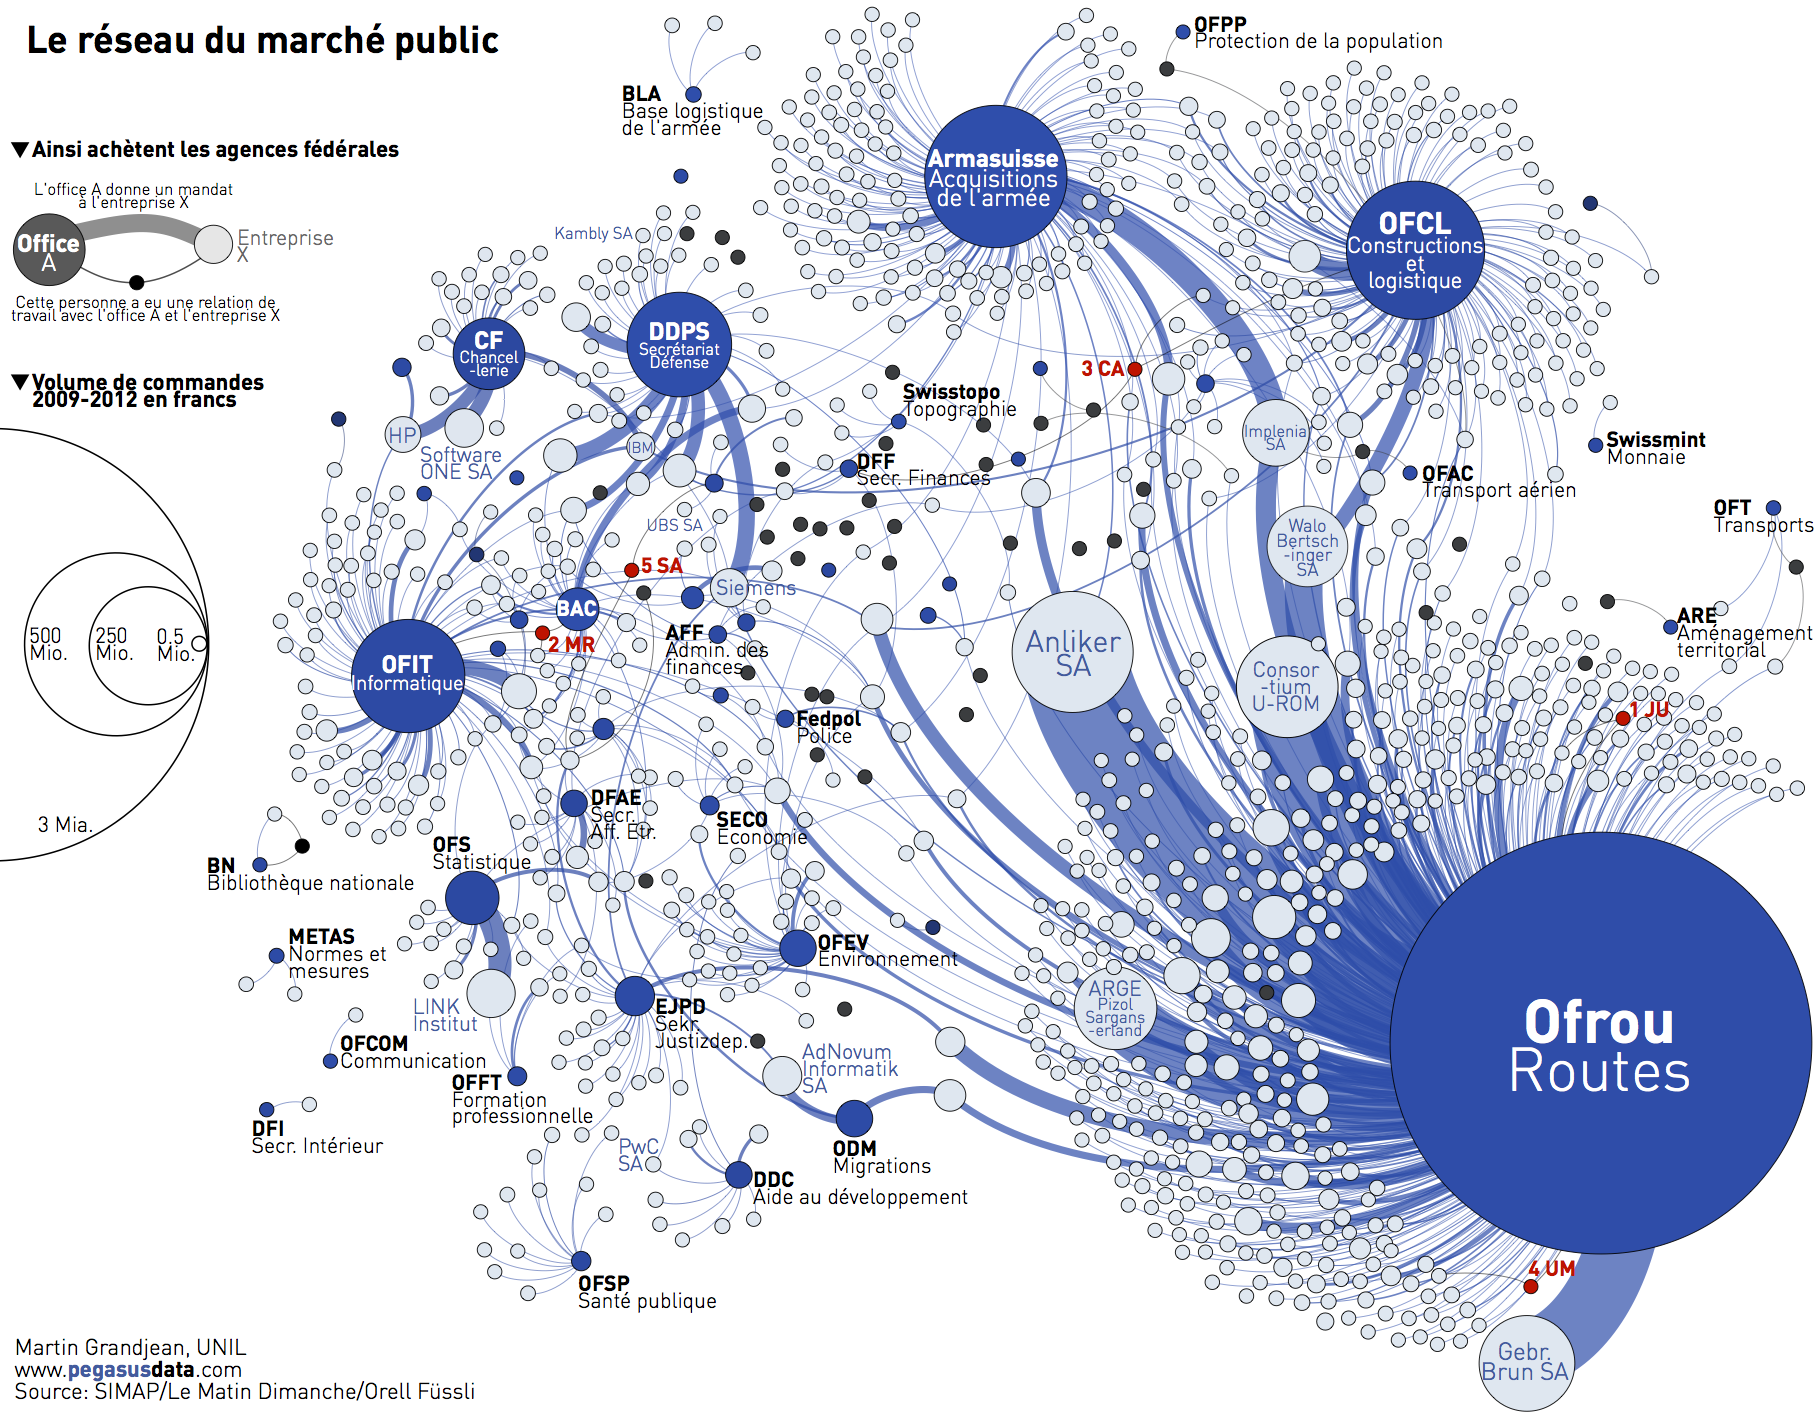 Le réseau du marché public
▼Ainsi achètent les agences fédérales
L'office A donne un mandat
à l'entreprise X
Office
A
Entreprise
X
Cette personne a eu une relation de
travail avec l'office A et l'entreprise X
▼Volume de commandes
2009-2012 en francs
500
Mio.
250
Mio.
0.5
Mio.
3 Mia.
BLA
Base logistique
de l'armée
OFPP
Protection de la population
Armasuisse
Acquisitions
de l'armée
OFCL
Constructions
et
logistique
Kambly SA
DDPS
Secrétariat
Défense
CF
Chancel
-lerie
HP
Software
ONE SA
IBM
UBS SA
Swisstopo
Topographie
3 CA
DFF
Secr. Finances
Implenia
SA
OFAC
Transport aérien
Swissmint
Monnaie
OFT
Transports
Walo
Bertsch
-inger
SA
5 SA
Siemens
BAC
2 MR
AFF
Admin. des
finances
OFIT
Informatique
Anliker
SA
Consor
-tium
U-ROM
ARE
Aménagement
territorial
1 JU
Fedpol
Police
DFAE
Secr.
Aff. Etr.
SECO
Economie
OFS
Statistique
BN
Bibliothèque nationale
METAS
Normes et
mesures
OFEV
Environnement
LINK
Institut
EJPD
Sekr.
Justizdep.
ARGE
Pizol
Sargans
-erland
Ofrou
Routes
OFCOM
Communication
AdNovum
Informatik
SA
OFFT
Formation
professionnelle
DFI
Secr. Intérieur
PwC
SA
ODM
Migrations
DDC
Aide au développement
OFSP
Santé publique
4 UM
Gebr.
Brun SA
Martin Grandjean, UNIL
www.pegasusdata.com
Source: SIMAP/Le Matin Dimanche/Orell Füssli